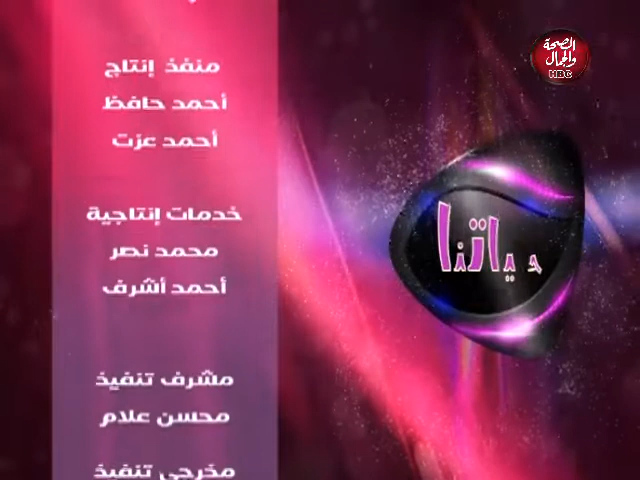 منفذ إنتاج
أحمد حافظ
أحمد عزت
خدمات إنتاجية
محمد نصر
أحمد أشرف
مشرف تنفيذ
محسن علام
مخرجي تنفيذ
حياتنا
الصحة
والجمال
HBC